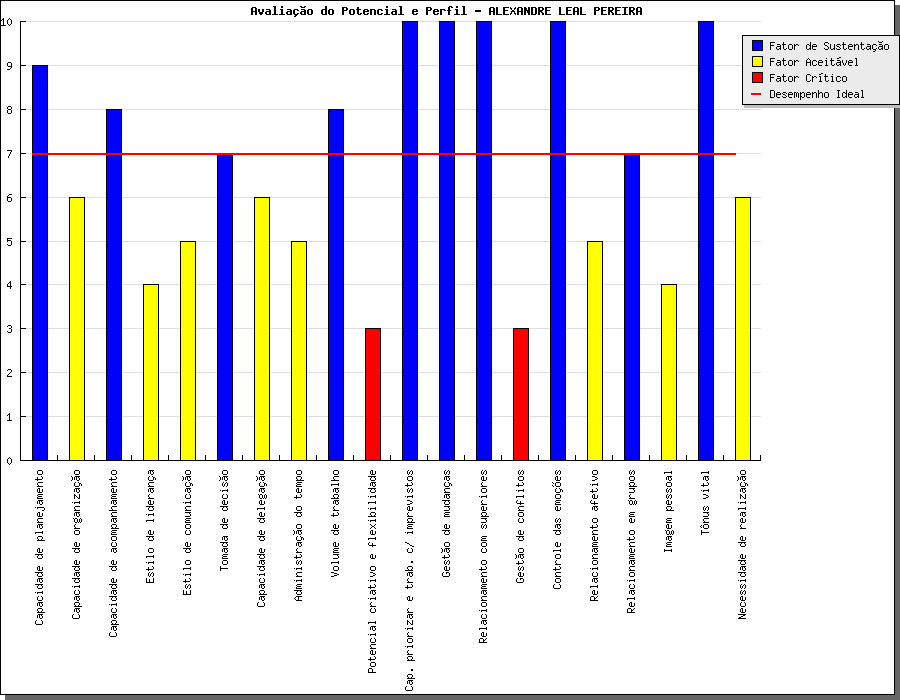 Avaliação do Potencial e Perfil - ALEXANDRE LEAL PEREIRA
Fator de Sustentação
Fator Aceitável
Fator Crítico
Desempenho Ideal
10
9
8
7
6
5
4
3
2
1
0
Capacidade de planejamento
Capacidade de organização
Capacidade de acompanhamento
Estilo de liderança
Estilo de comunicação
Tomada de decisão
Capacidade de delegação
Administração do tempo
Volume de trabalho
Potencial criativo e flexibilidade
Cap. priorizar e trab. c/ imprevistos
Gestão de mudanças
Relacionamento com superiores
Gestão de conflitos
Controle das emoções
Relacionamento afetivo
Relacionamento em grupos
Imagem pessoal
Tônus vital
Necessidade de realização